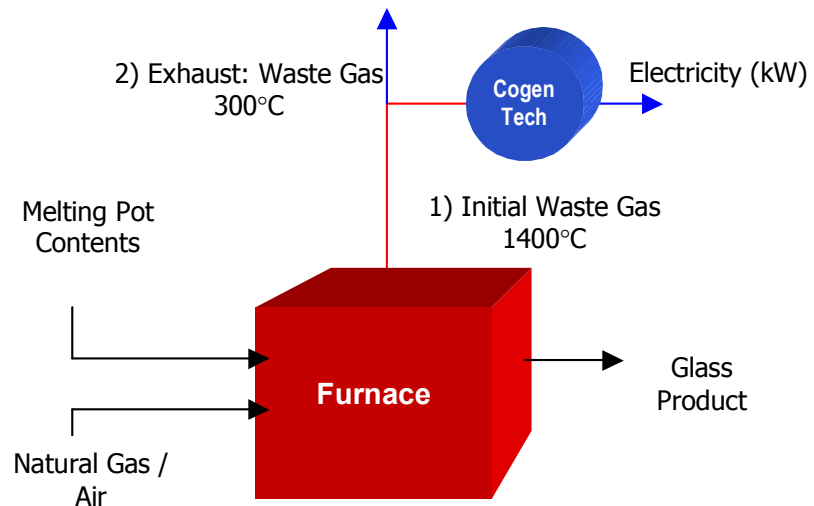 2) Exhaust: Waste Gas
300°C
Cogen
Tech
Electricity (kW)
1) Initial Waste Gas
1400°C
Melting Pot
Contents
Furnace
Glass
Product
Natural Gas /
Air